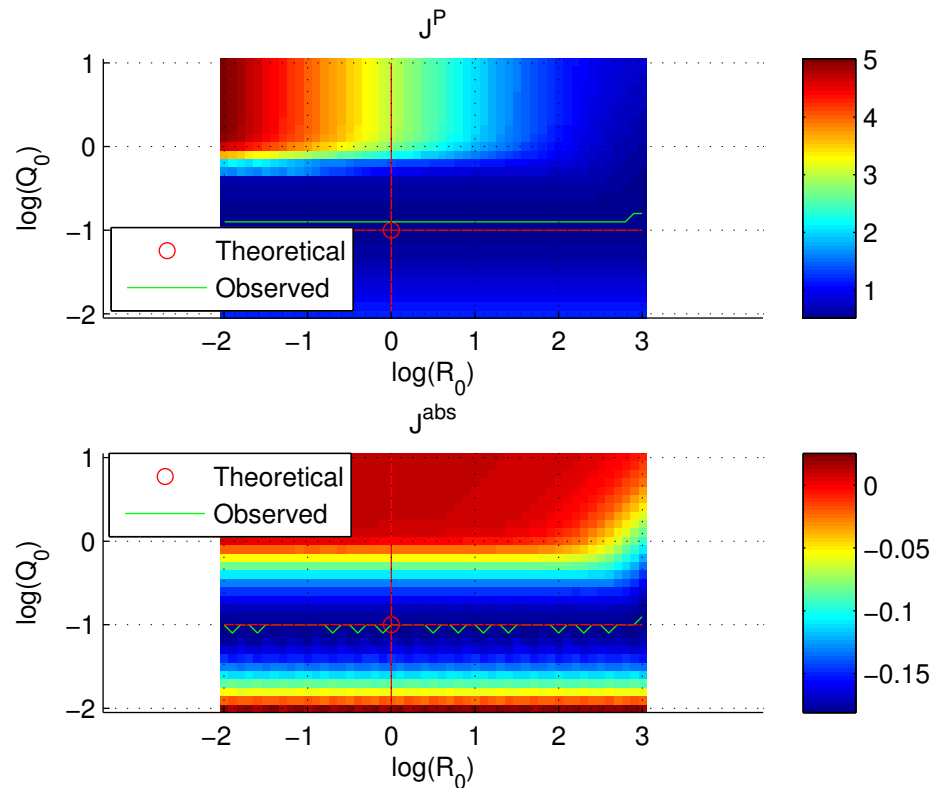 J^P
1
0
−1
−2
log(Q_0)
Theoretical
Observed
−2 −1 0 1 2 3
log(R_0)
5
4
3
2
1
J^abs
1
0
−1
−2
log(Q_0)
Theoretical
Observed
−2 −1 0 1 2 3
log(R_0)
0
−0.05
−0.1
−0.15